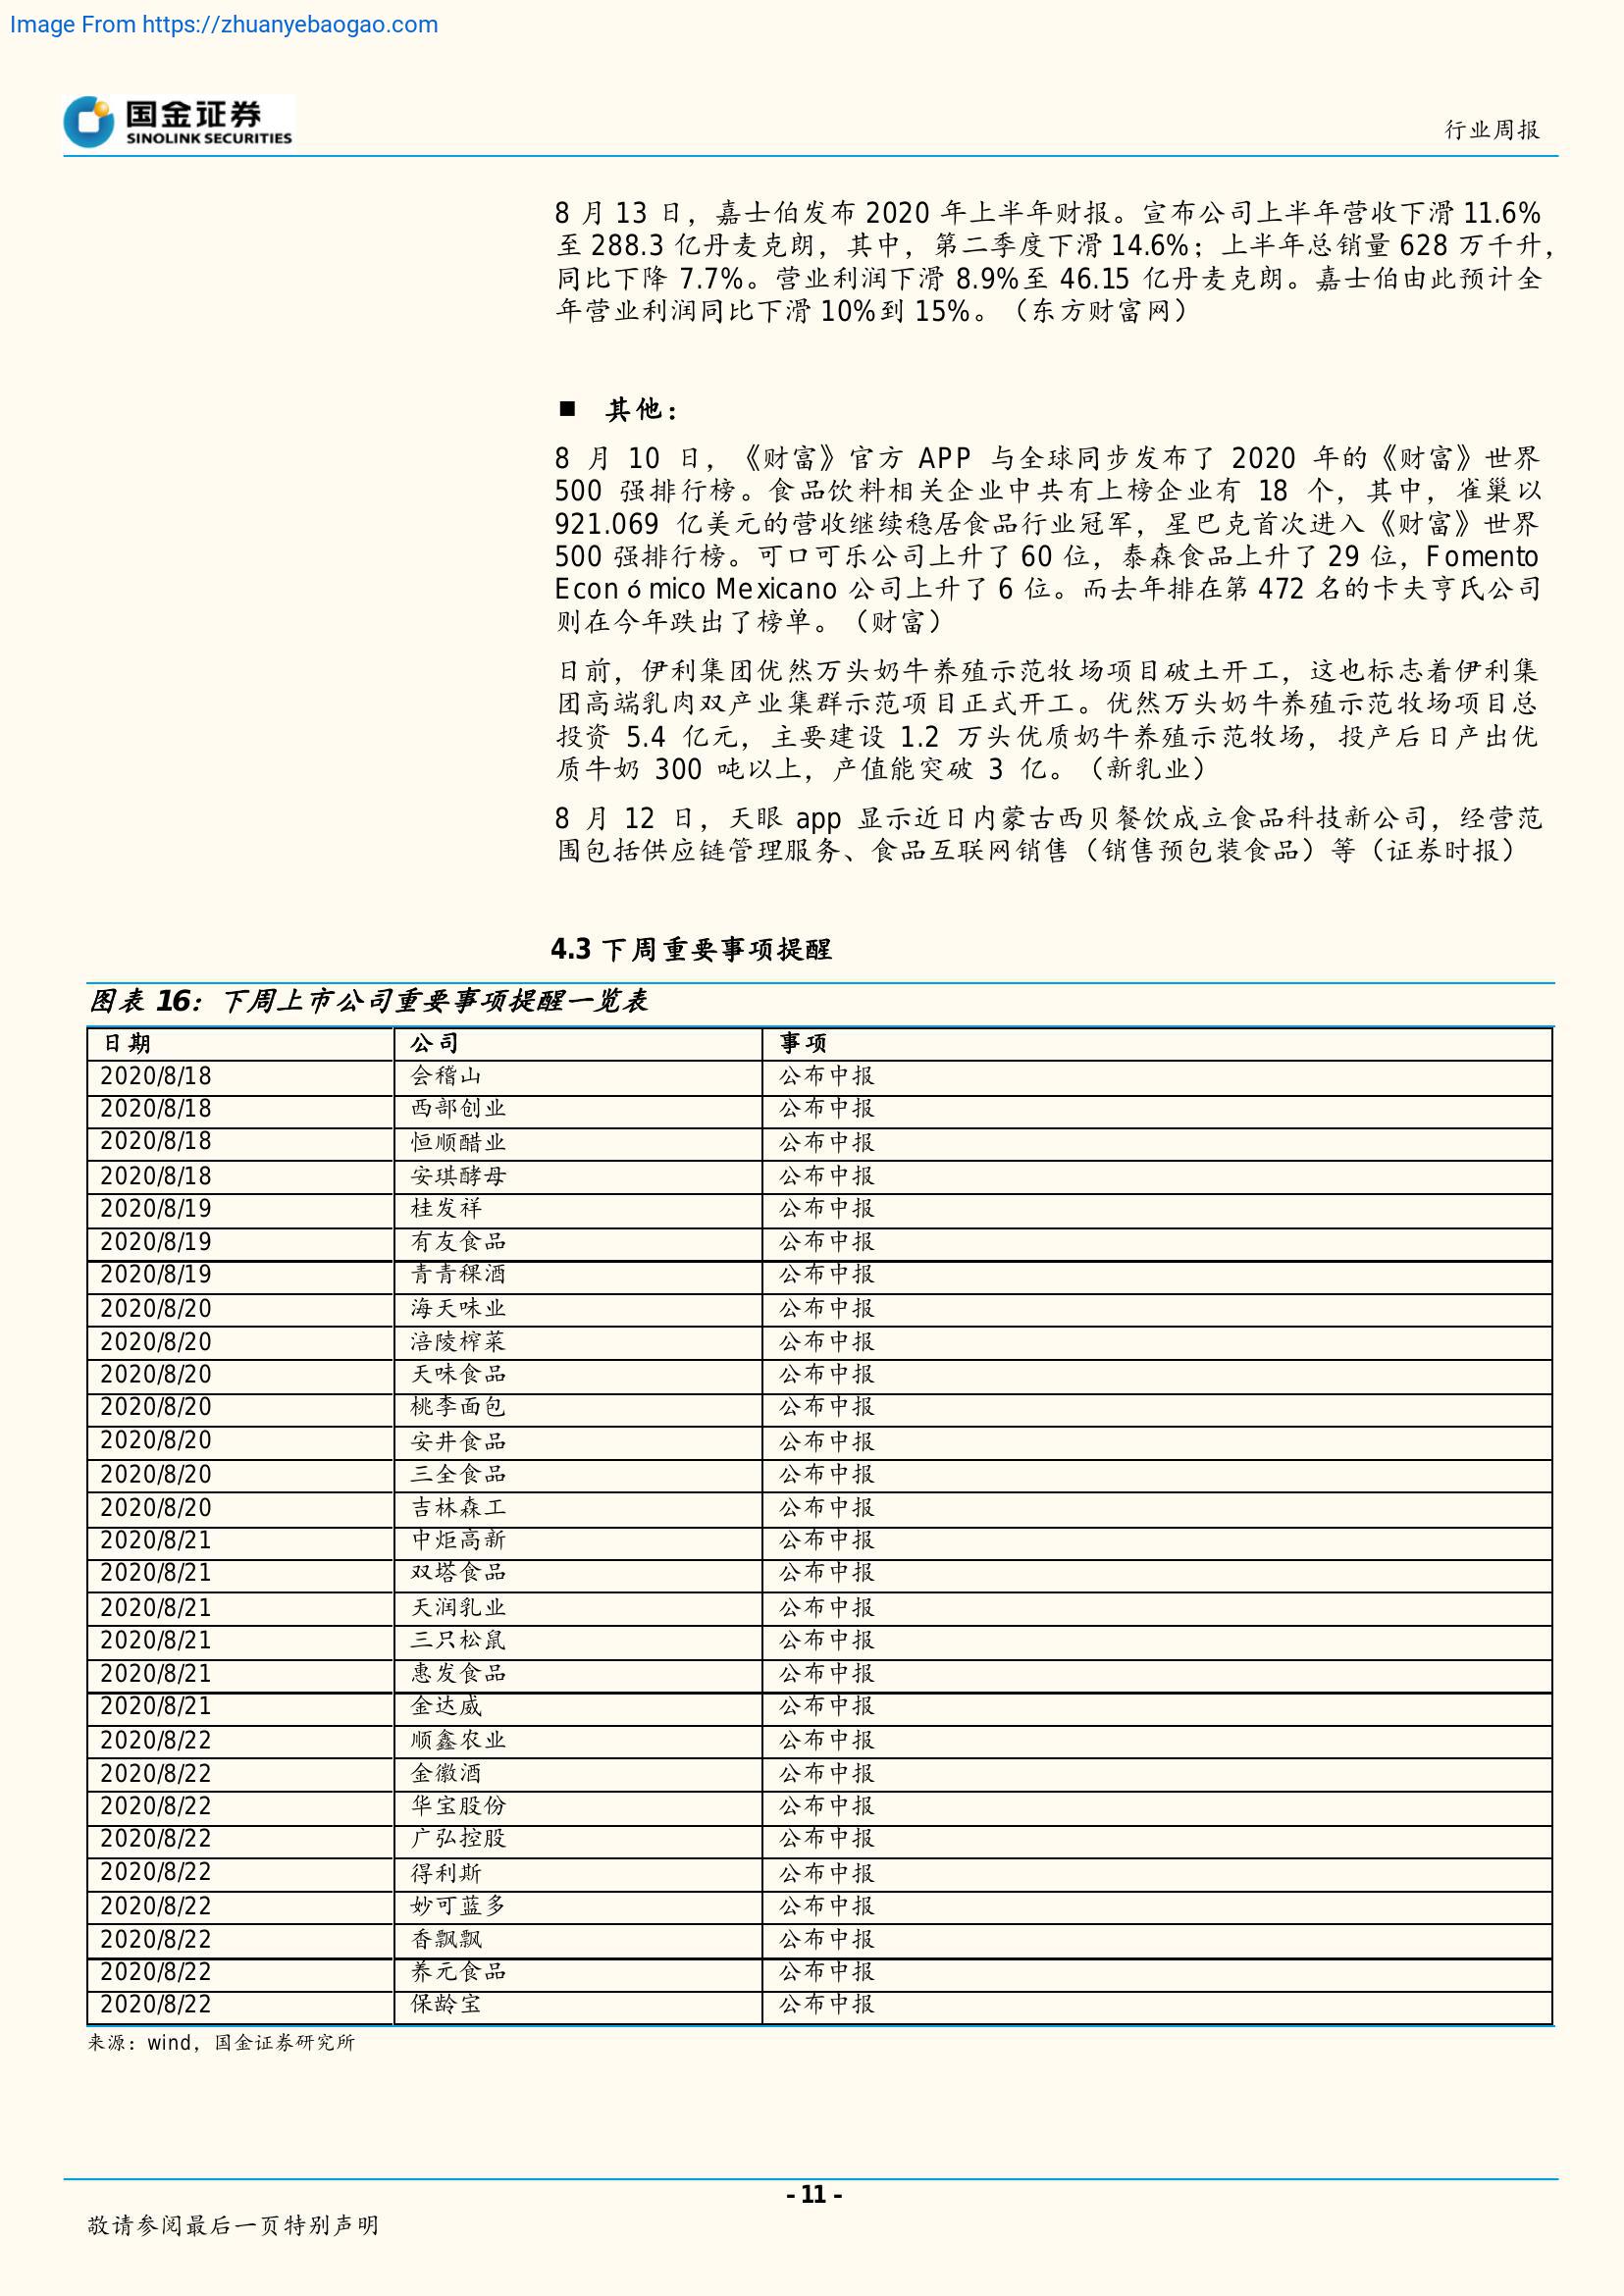 Image From https://zhuanyebaogao.com
国金证券
SINOLINK SECURITIES
行业周报
8 月 13 日，嘉士伯发布 2020 年上半年财报。宣布公司上半年营收下滑 11.6%
至 288.3 亿丹麦克朗，其中，第二季度下滑 14.6%；上半年总销量 628 万千升，
同比下降 7.7%。营业利润下滑 8.9%至 46.15 亿丹麦克朗。嘉士伯由此预计全
年营业利润同比下滑 10%到 15%。（东方财富网）
■ 其他：
8 月 10 日，《财富》官方 APP 与全球同步发布了 2020 年的《财富》世界
500 强排行榜。食品饮料相关企业中共有上榜企业有 18 个，其中，雀巢以
921.069 亿美元的营收继续稳居食品行业冠军，星巴克首次进入《财富》世界
500 强排行榜。可口可乐公司上升了 60 位，泰森食品上升了 29 位，Fomento
Econ ó mico Mexicano 公司上升了 6 位。而去年排在第 472 名的卡夫亨氏公司
则在今年跌出了榜单。（财富）
日前，伊利集团优然万头奶牛养殖示范牧场项目破土开工，这也标志着伊利集
团高端乳肉双产业集群示范项目正式开工。优然万头奶牛养殖示范牧场项目总
投资 5.4 亿元，主要建设 1.2 万头优质奶牛养殖示范牧场，投产后日产出优
质牛奶 300 吨以上，产值能突破 3 亿。（新乳业）
8 月 12 日，天眼 app 显示近日内蒙古西贝餐饮成立食品科技新公司，经营范
围包括供应链管理服务、食品互联网销售（销售预包装食品）等（证券时报）
4.3 下周重要事项提醒
图表 16：下周上市公司重要事项提醒一览表
日期 公司 事项
2020/8/18 会稽山 公布中报
2020/8/18 西部创业 公布中报
2020/8/18 恒顺醋业 公布中报
2020/8/18 安琪酵母 公布中报
2020/8/19 桂发祥 公布中报
2020/8/19 有友食品 公布中报
2020/8/19 青青稞酒 公布中报
2020/8/20 海天味业 公布中报
2020/8/20 涪陵榨菜 公布中报
2020/8/20 天味食品 公布中报
2020/8/20 桃李面包 公布中报
2020/8/20 安井食品 公布中报
2020/8/20 三全食品 公布中报
2020/8/20 吉林森工 公布中报
2020/8/21 中炬高新 公布中报
2020/8/21 双塔食品 公布中报
2020/8/21 天润乳业 公布中报
2020/8/21 三只松鼠 公布中报
2020/8/21 惠发食品 公布中报
2020/8/21 金达威 公布中报
2020/8/22 顺鑫农业 公布中报
2020/8/22 金徽酒 公布中报
2020/8/22 华宝股份 公布中报
2020/8/22 广弘控股 公布中报
2020/8/22 得利斯 公布中报
2020/8/22 妙可蓝多 公布中报
2020/8/22 香飘飘 公布中报
2020/8/22 养元食品 公布中报
2020/8/22 保龄宝 公布中报
来源：wind，国金证券研究所
- 11 -
敬请参阅最后一页特别声明